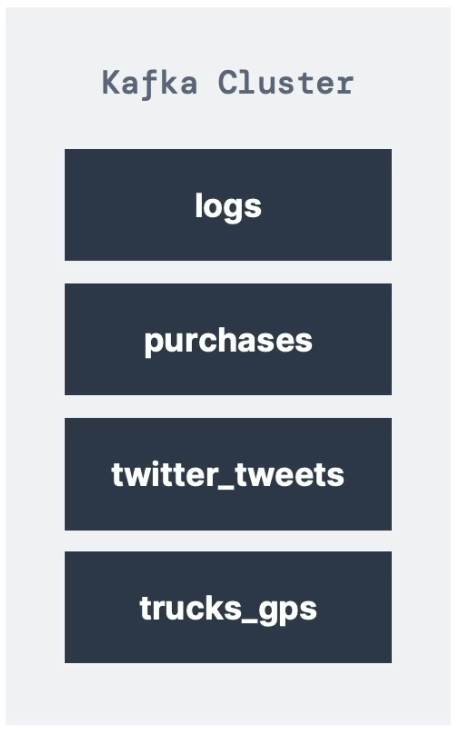 Kafka Cluster
logs
purchases
twitter_tweets
trucks_gps